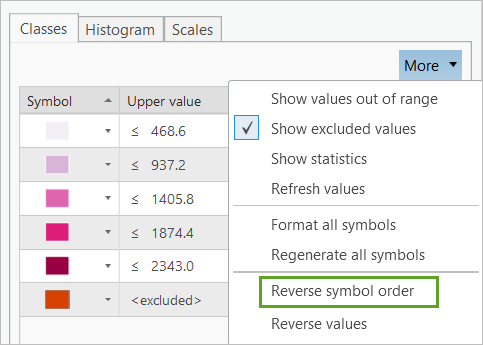 Classes Histogram Scales
More
Symbol Upper value
Show values out of range
≤ 468.6
Show excluded values
≤ 937.2
Show statistics
≤ 1405.8
Refresh values
≤ 1874.4
Format all symbols
≤ 2343.0
Regenerate all symbols
<excluded>
Reverse symbol order
Reverse values